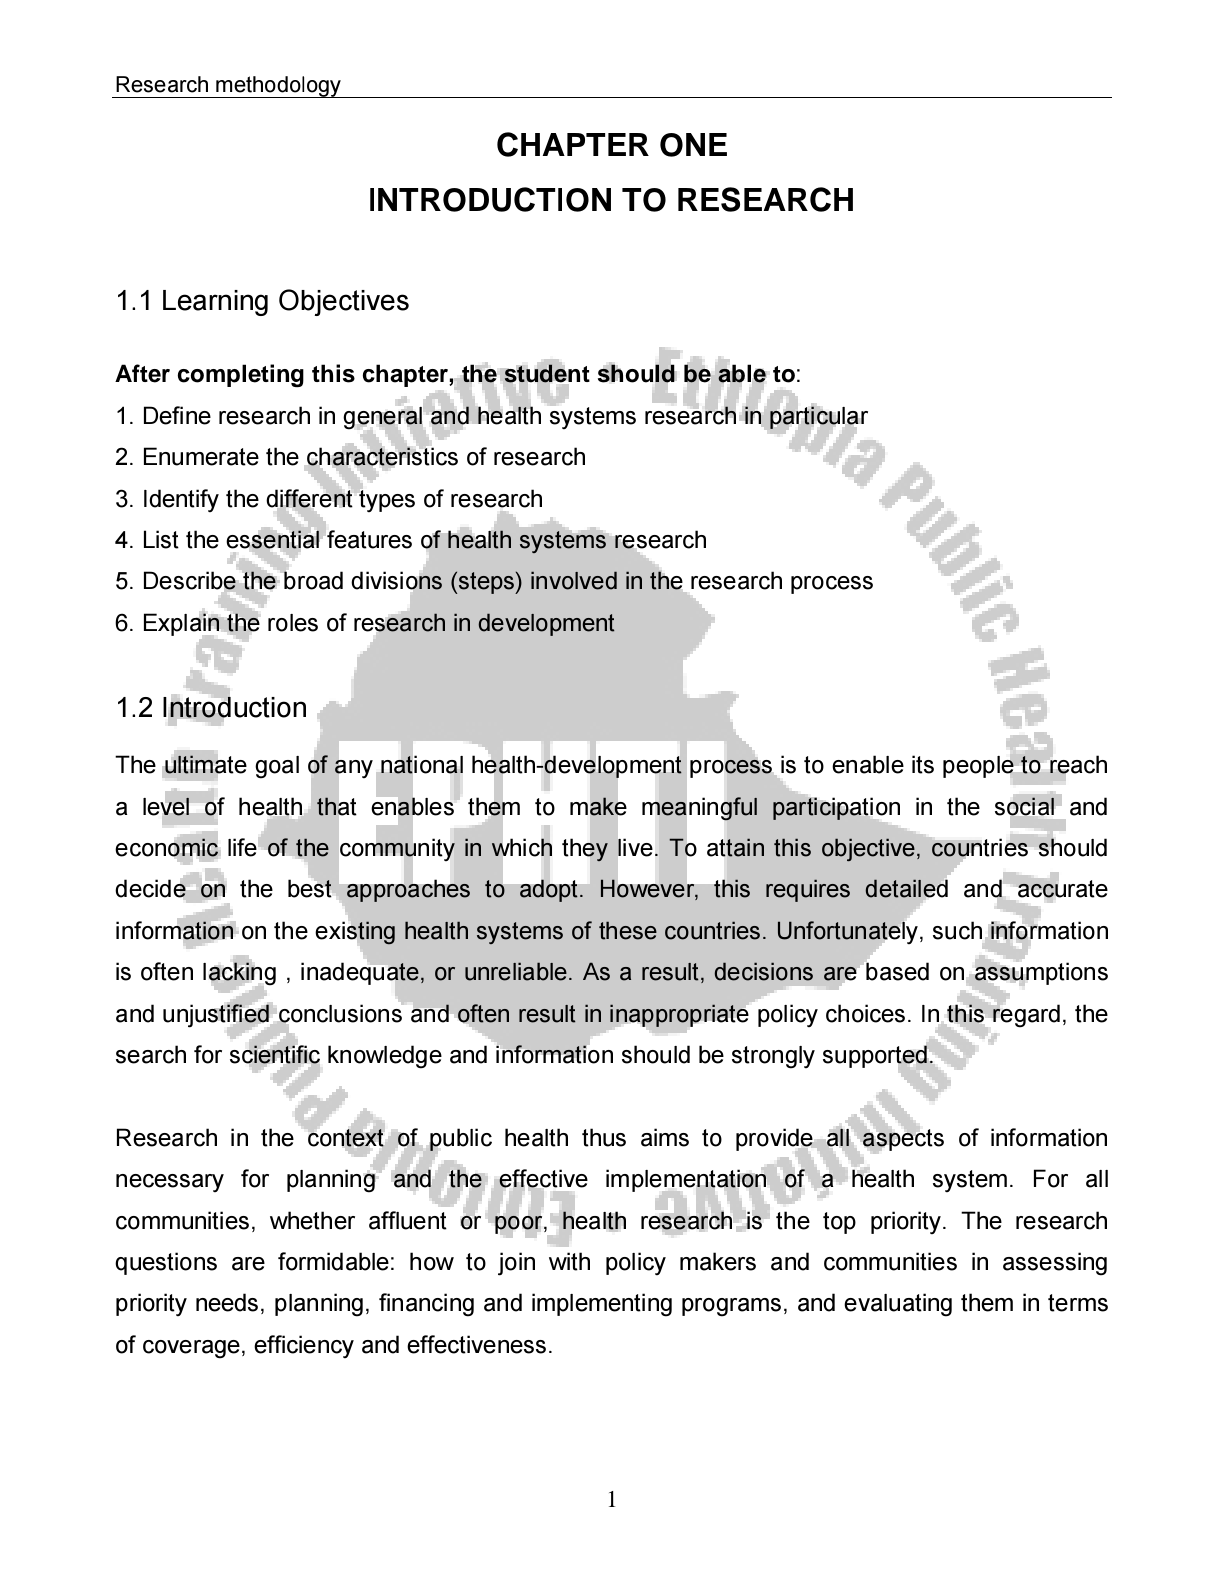 Research methodology
CHAPTER ONE
INTRODUCTION TO RESEARCH
1.1 Learning Objectives
After completing this chapter, the student should be able to:
1. Define research in general and health systems research in particular
2. Enumerate the characteristics of research
3. Identify the different types of research
4. List the essential features of health systems research
5. Describe the broad divisions (steps) involved in the research process
6. Explain the roles of research in development
1.2 Introduction
The ultimate goal of any national health-development process is to enable its people to reach
a level of health that enables them to make meaningful participation in the social and
economic life of the community in which they live. To attain this objective, countries should
decide on the best approaches to adopt. However, this requires detailed and accurate
information on the existing health systems of these countries. Unfortunately, such information
is often lacking , inadequate, or unreliable. As a result, decisions are based on assumptions
and unjustified conclusions and often result in inappropriate policy choices. In this regard, the
search for scientific knowledge and information should be strongly supported.
Research in the context of public health thus aims to provide all aspects of information
necessary for planning and the effective implementation of a health system. For all
communities, whether affluent or poor, health research is the top priority. The research
questions are formidable: how to join with policy makers and communities in assessing
priority needs, planning, financing and implementing programs, and evaluating them in terms
of coverage, efficiency and effectiveness.
1
Ethiopia Public Health Training Initiative • Ethiopia Public Health Training Initiative •
EPHTI